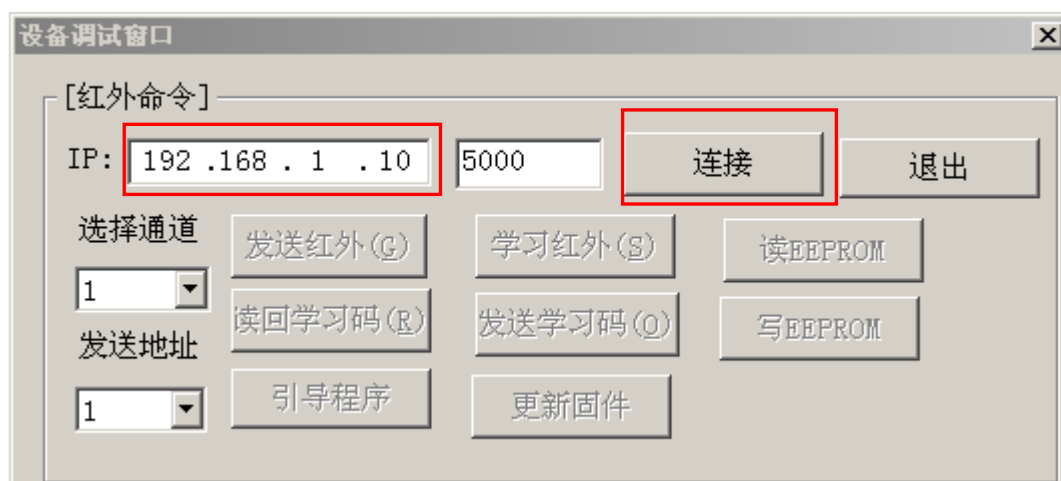 设备调试窗口
[红外命令]
IP: 192 .168 . 1 . 10 5000 连接 退出
选择通道 发送红外(G) 学习红外(S) 读EEPROM
1
读回学习码(R) 发送学习码(O) 写EEPROM
发送地址
1 引导程序 更新固件